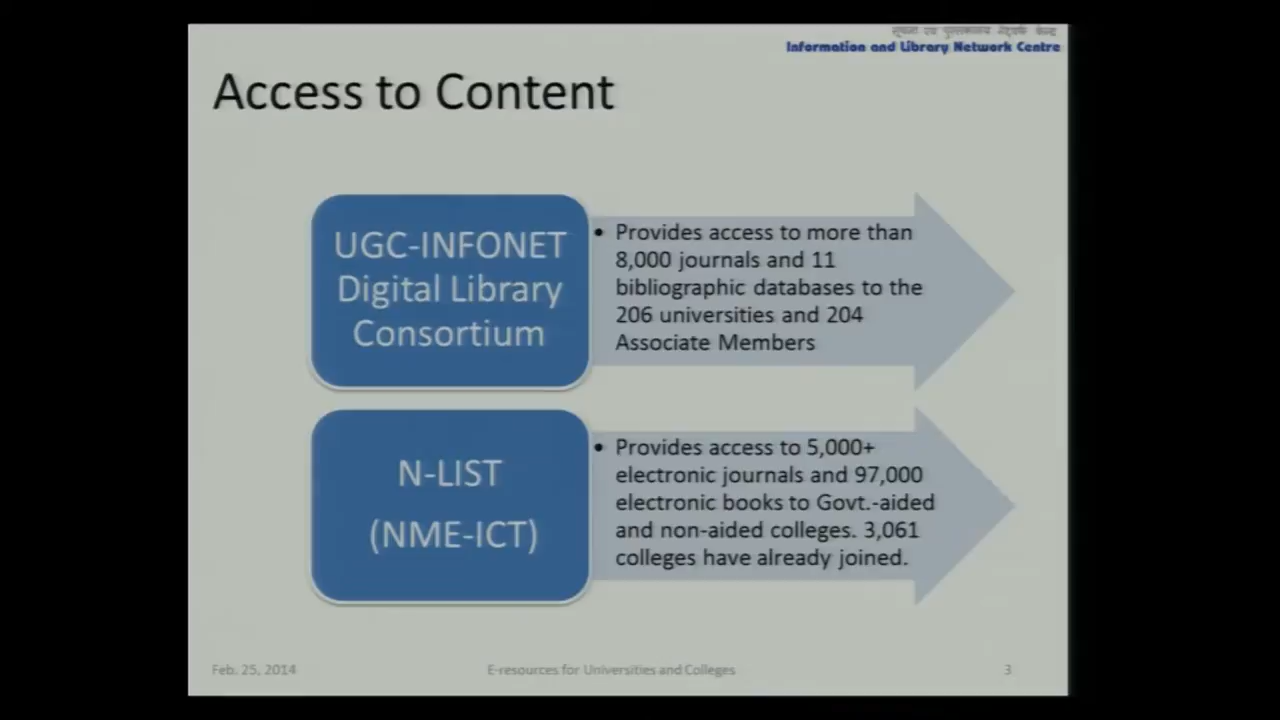 सूचना एवं पुस्तकालय नेटवर्क केन्द्र
Information and Library Network Centre
Access to Content
UGC-INFONET
Digital Library
Consortium
• Provides access to more than
8,000 journals and 11
bibliographic databases to the
206 universities and 204
Associate Members
N-LIST
(NME-ICT)
• Provides access to 5,000+
electronic journals and 97,000
electronic books to Govt.-aided
and non-aided colleges. 3,061
colleges have already joined.
Feb. 25, 2014
E-resources for Universities and Colleges
3